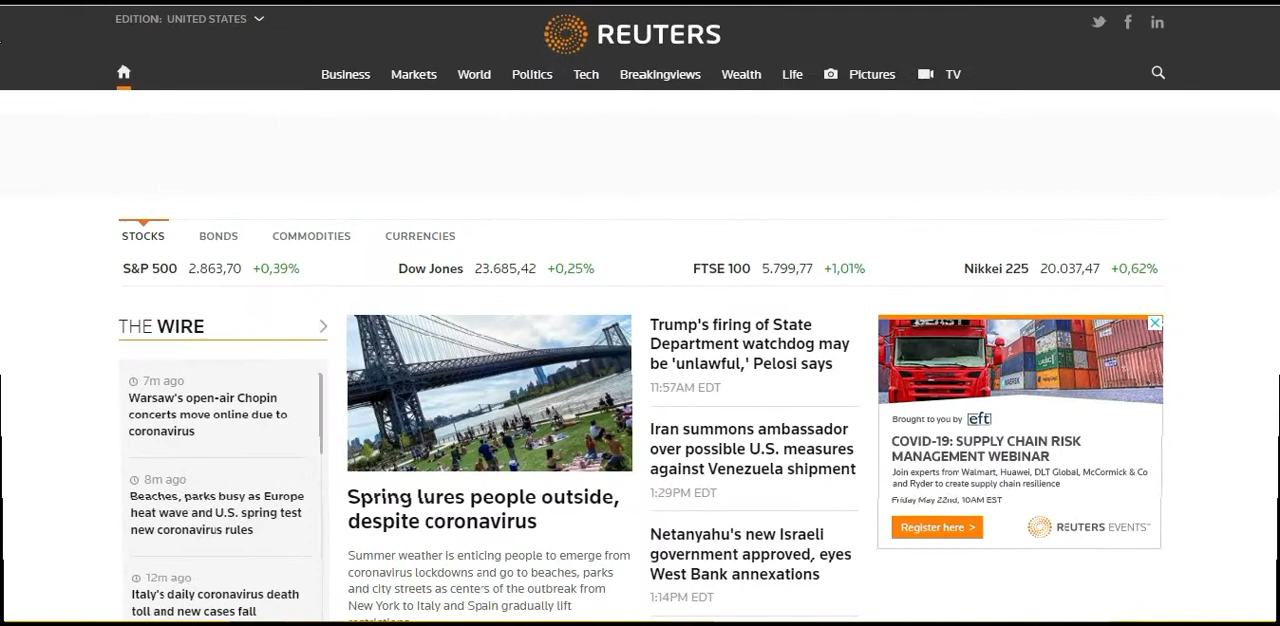 EDITION: UNITED STATES
REUTERS
Business Markets World Politics Tech Breakingviews Wealth Life Pictures TV
STOCKS BONDS COMMODITIES CURRENCIES
S&P 500 2.863,70 +0,39% Dow Jones 23.685,42 +0,25% FTSE 100 5.799,77 +1,01% Nikkei 225 20.037,47 +0,62%
THE WIRE
7m ago
Warsaw's open-air Chopin
concerts move online due to
coronavirus
8m ago
Beaches, parks busy as Europe
heat wave and U.S. spring test
new coronavirus rules
12m ago
Italy's daily coronavirus death
toll and new cases fall
Spring lures people outside,
despite coronavirus
Summer weather is enticing people to emerge from
coronavirus lockdowns and go to beaches, parks
and city streets as centers of the outbreak from
New York to Italy and Spain gradually lift
Trump's firing of State
Department watchdog may
be 'unlawful,' Pelosi says
11:57AM EDT
Iran summons ambassador
over possible U.S. measures
against Venezuela shipment
1:29PM EDT
Netanyahu's new Israeli
government approved, eyes
West Bank annexations
1:14PM EDT
Brought to you by eft
COVID-19: SUPPLY CHAIN RISK
MANAGEMENT WEBINAR
Join experts from Walmart, Huawei, DLT Global, McCormick & Co
and Ryder to create supply chain resilience
Friday May 22nd, 10AM EST
Register here >
REUTERS EVENTS™